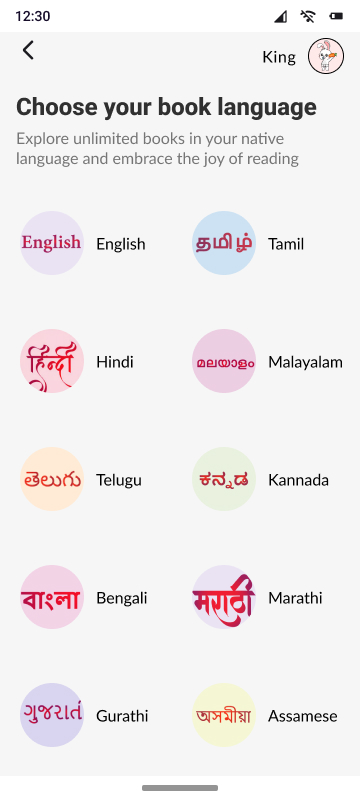 12:30
King
Choose your book language
Explore unlimited books in your native
language and embrace the joy of reading
English English
தமிழ் Tamil
हिन्दी Hindi
മലയാളം Malayalam
తెలుగు Telugu
ಕನ್ನಡ Kannada
বাংলা Bengali
मराठी Marathi
ગુજરાત Gurathi
অসমীয়া Assamese